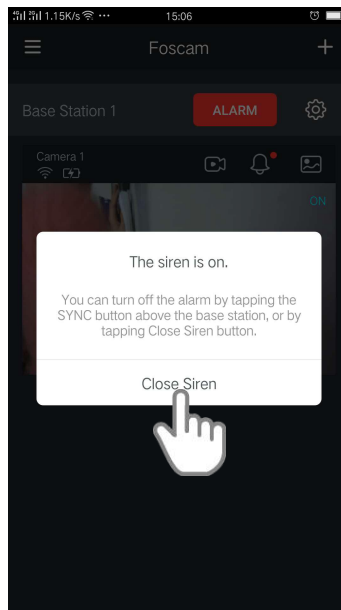 4G 2G 1.15K/s 15:06
Foscam
Base Station 1 ALARM
Camera 1
ON
The siren is on.
You can turn off the alarm by tapping the
SYNC button above the base station, or by
tapping Close Siren button.
Close Siren